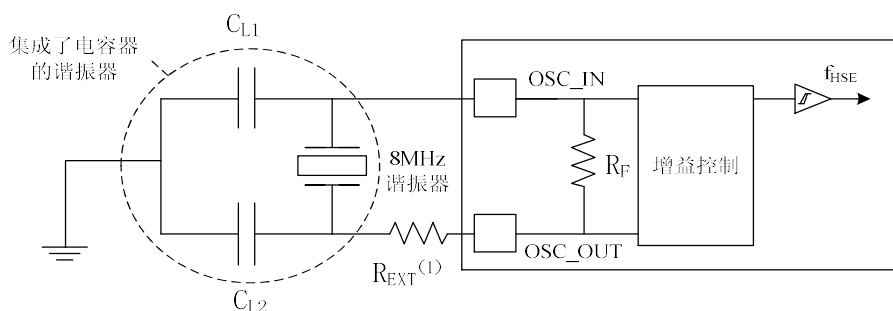 C_L1
集成了电容器
的谐振器
OSC_IN
f_HSE
8MHz
谐振器
R_F
增益控制
OSC_OUT
R_EXT^(1)
C_L2